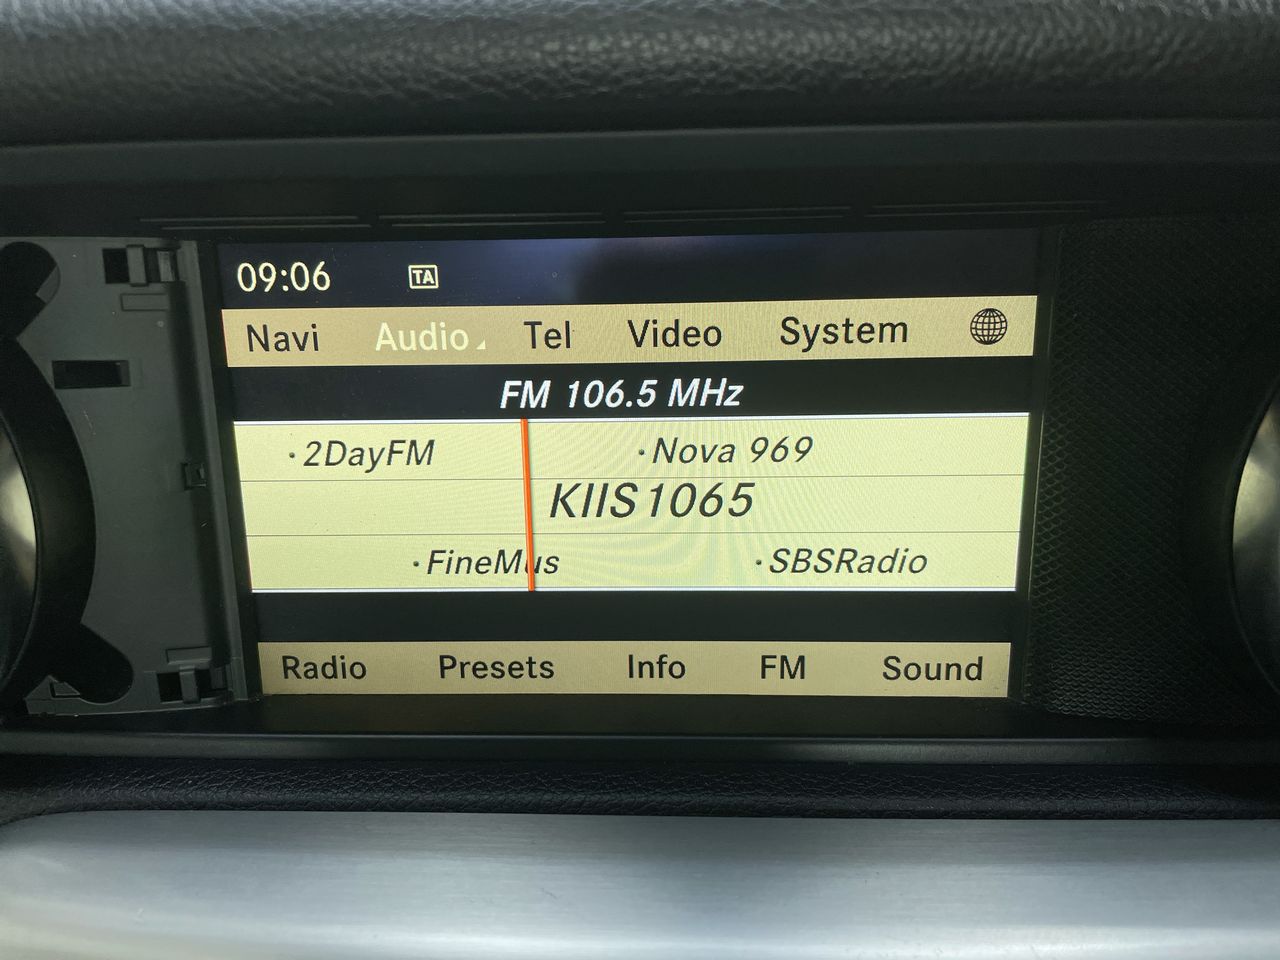 09:06 TA
Navi Audio Tel Video System
FM 106.5 MHz
·2DayFM ·Nova 969
KIIS1065
·FineMus ·SBSRadio
Radio Presets Info FM Sound